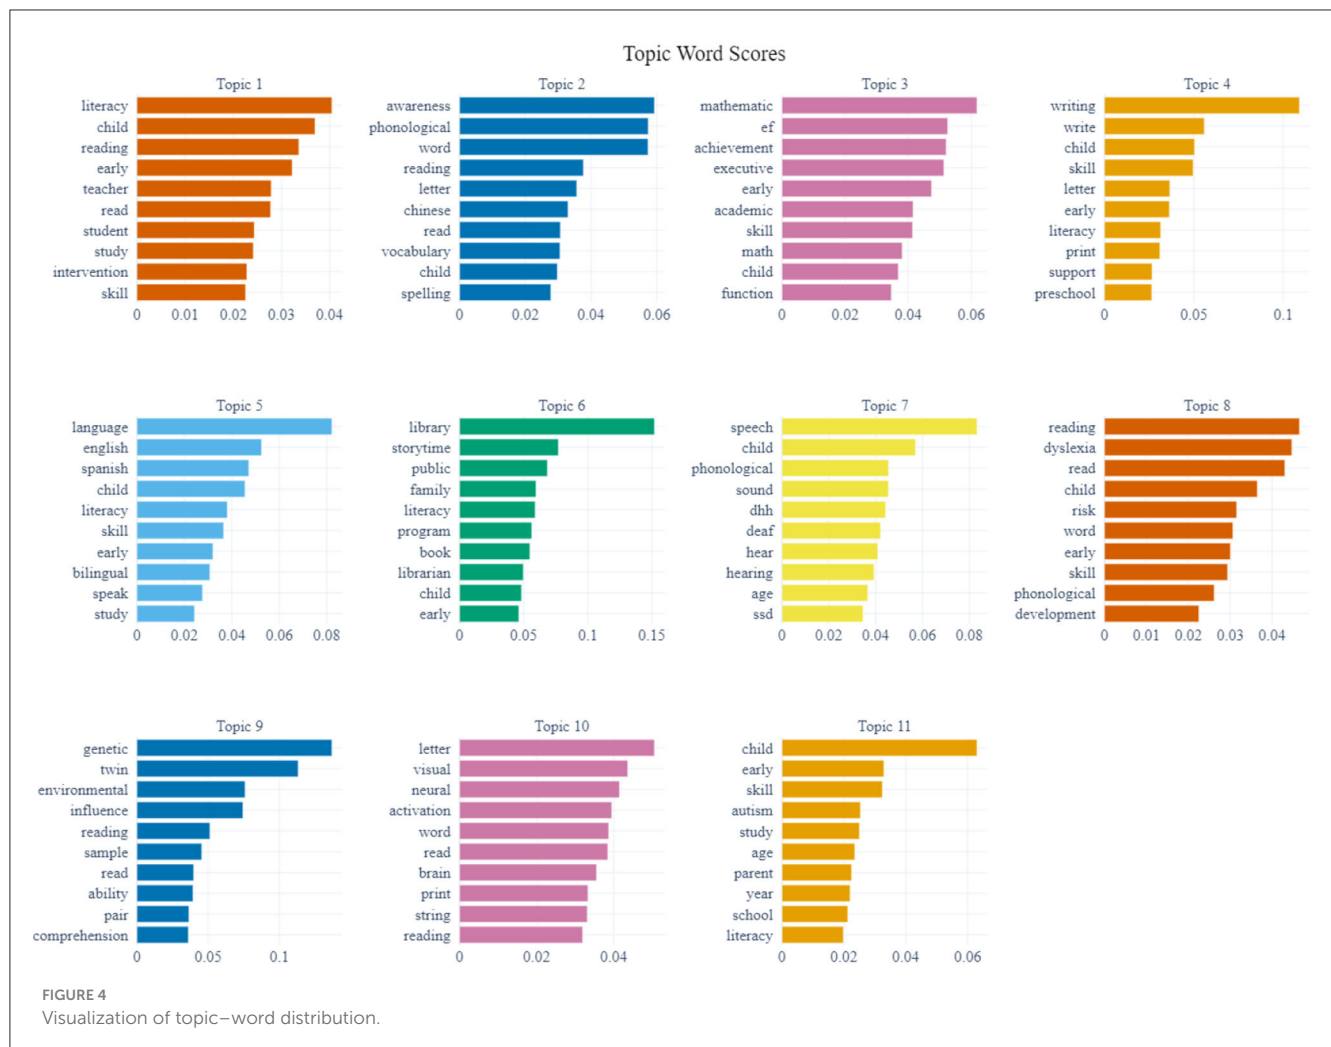 Topic Word Scores
Topic 1
literacy
child
reading
early
teacher
read
student
study
intervention
skill
0 0.01 0.02 0.03 0.04
Topic 2
awareness
phonological
word
reading
letter
chinese
read
vocabulary
child
spelling
0 0.02 0.04 0.06
Topic 3
mathematic
ef
achievement
executive
early
academic
skill
math
child
function
0 0.02 0.04 0.06
Topic 4
writing
write
child
skill
letter
early
literacy
print
support
preschool
0 0.05 0.1
Topic 5
language
english
spanish
child
literacy
skill
early
bilingual
speak
study
0 0.02 0.04 0.06 0.08
Topic 6
library
storytime
public
family
literacy
program
book
librarian
child
early
0 0.05 0.1 0.15
Topic 7
speech
child
phonological
sound
dhh
deaf
hear
hearing
age
ssd
0 0.02 0.04 0.06 0.08
Topic 8
reading
dyslexia
read
child
risk
word
early
skill
phonological
development
0 0.01 0.02 0.03 0.04
Topic 9
genetic
twin
environmental
influence
reading
sample
read
ability
pair
comprehension
0 0.05 0.1
Topic 10
letter
visual
neural
activation
word
read
brain
print
string
reading
0 0.02 0.04
Topic 11
child
early
skill
autism
study
age
parent
year
school
literacy
0 0.02 0.04 0.06
FIGURE 4
Visualization of topic–word distribution.